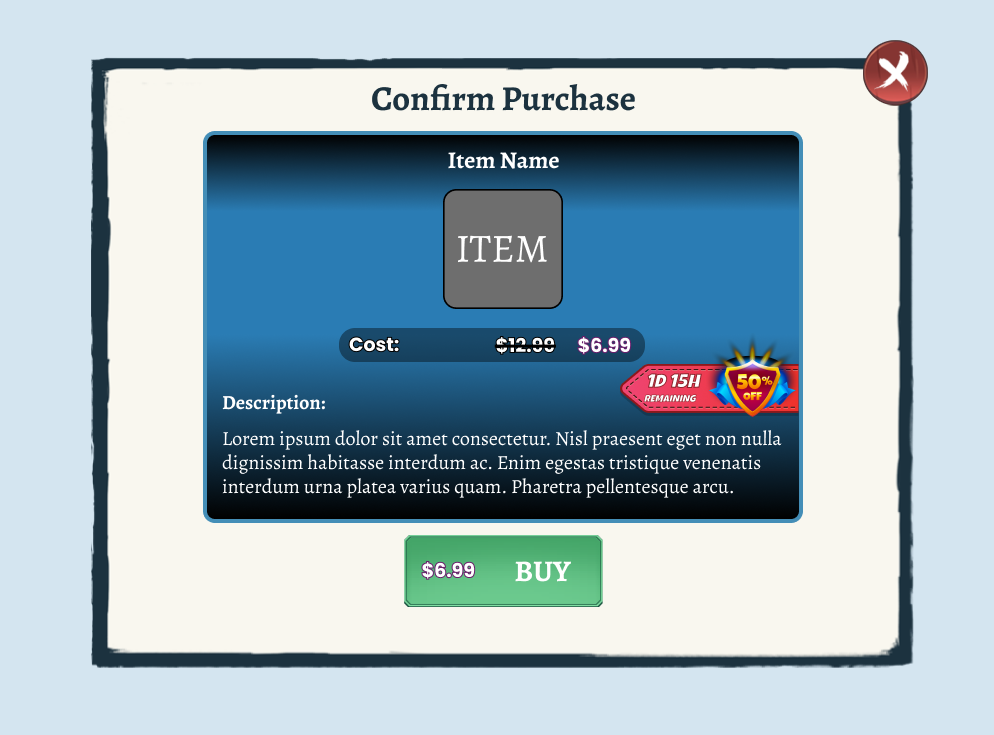 Confirm Purchase
Item Name
ITEM
Cost: $12.99 $6.99
1D 15H
REMAINING
50%
OFF
Description:
Lorem ipsum dolor sit amet consectetur. Nisl praesent eget non nulla
dignissim habitasse interdum ac. Enim egestas tristique venenatis
interdum urna platea varius quam. Pharetra pellentesque arcu.
$6.99 BUY